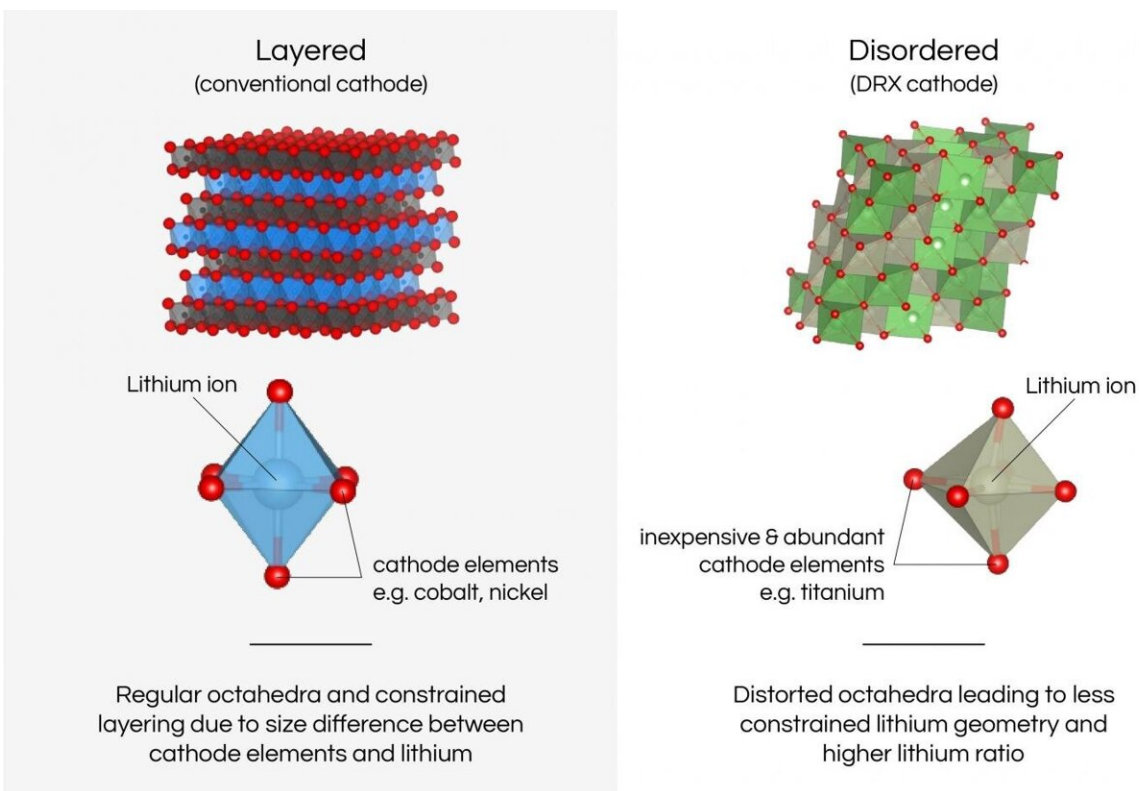 Layered
(conventional cathode)
Lithium ion
cathode elements
e.g. cobalt, nickel
Regular octahedra and constrained
layering due to size difference between
cathode elements and lithium
Disordered
(DRX cathode)
Lithium ion
inexpensive & abundant
cathode elements
e.g. titanium
Distorted octahedra leading to less
constrained lithium geometry and
higher lithium ratio